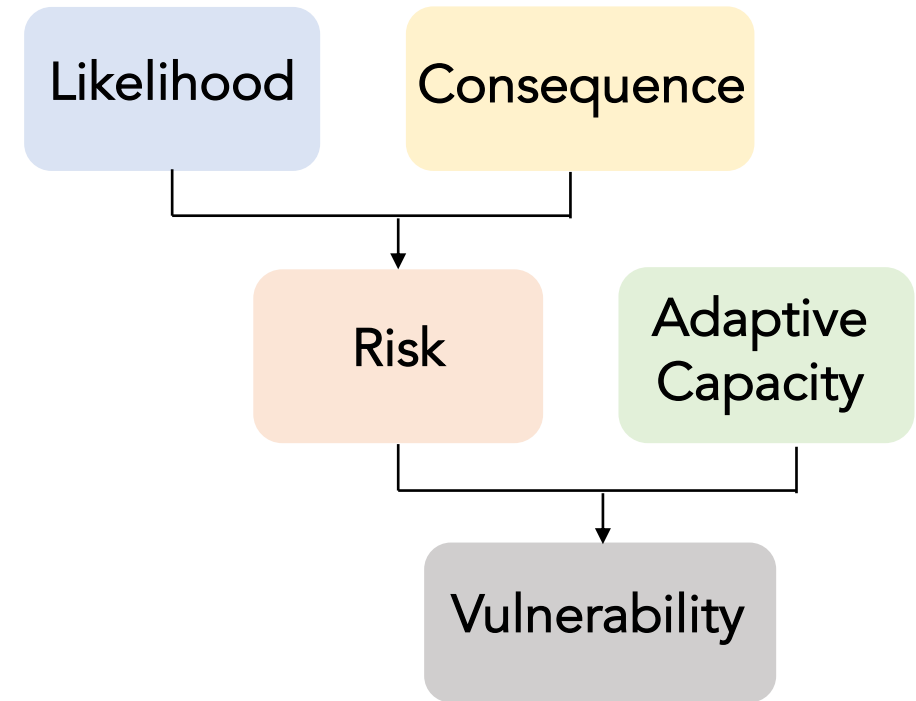 Likelihood
Consequence
Risk
Adaptive
Capacity
Vulnerability